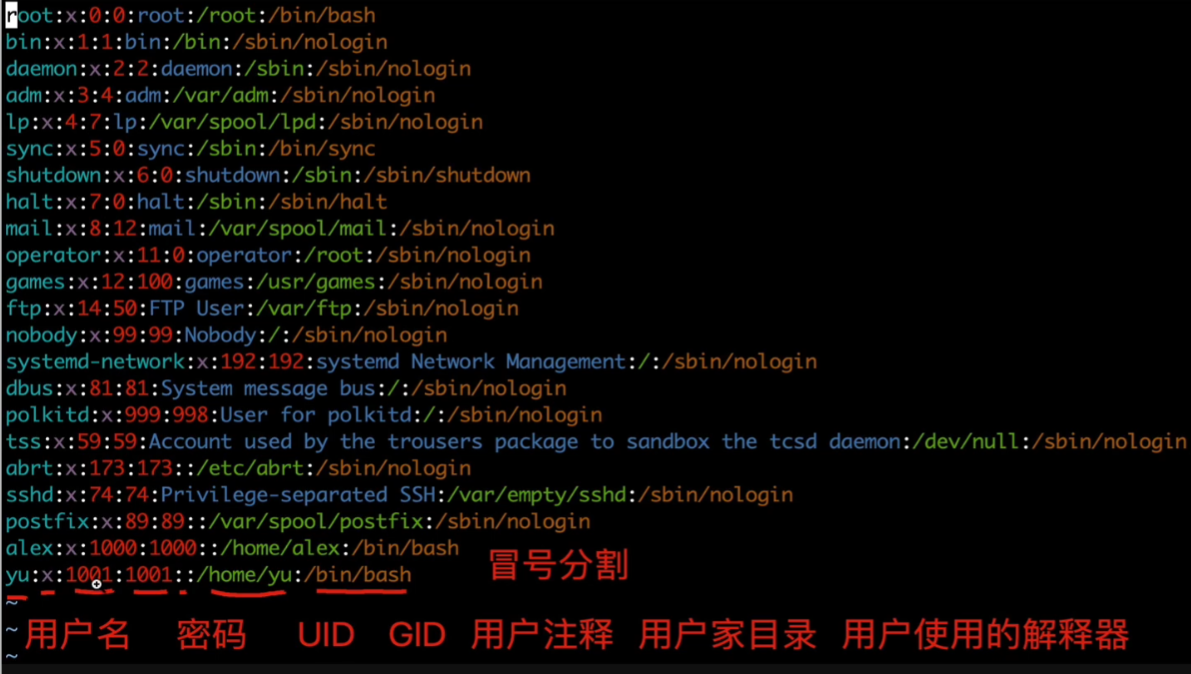 root:x:0:0:root:/root:/bin/bash
bin:x:1:1:bin:/bin:/sbin/nologin
daemon:x:2:2:daemon:/sbin:/sbin/nologin
adm:x:3:4:adm:/var/adm:/sbin/nologin
lp:x:4:7:lp:/var/spool/lpd:/sbin/nologin
sync:x:5:0:sync:/sbin:/bin/sync
shutdown:x:6:0:shutdown:/sbin:/sbin/shutdown
halt:x:7:0:halt:/sbin:/sbin/halt
mail:x:8:12:mail:/var/spool/mail:/sbin/nologin
operator:x:11:0:operator:/root:/sbin/nologin
games:x:12:100:games:/usr/games:/sbin/nologin
ftp:x:14:50:FTP User:/var/ftp:/sbin/nologin
nobody:x:99:99:Nobody:/:/sbin/nologin
systemd-network:x:192:192:systemd Network Management:/:/sbin/nologin
dbus:x:81:81:System message bus:/:/sbin/nologin
polkitd:x:999:998:User for polkitd:/:/sbin/nologin
tss:x:59:59:Account used by the trousers package to sandbox the tcsd daemon:/dev/null:/sbin/nologin
abrt:x:173:173::/etc/abrt:/sbin/nologin
sshd:x:74:74:Privilege-separated SSH:/var/empty/sshd:/sbin/nologin
postfix:x:89:89::/var/spool/postfix:/sbin/nologin
alex:x:1000:1000::/home/alex:/bin/bash
冒号分割
yu:x:1001:1001::/home/yu:/bin/bash
~
~ 用户名 密码 UID GID 用户注释 用户家目录 用户使用的解释器
~